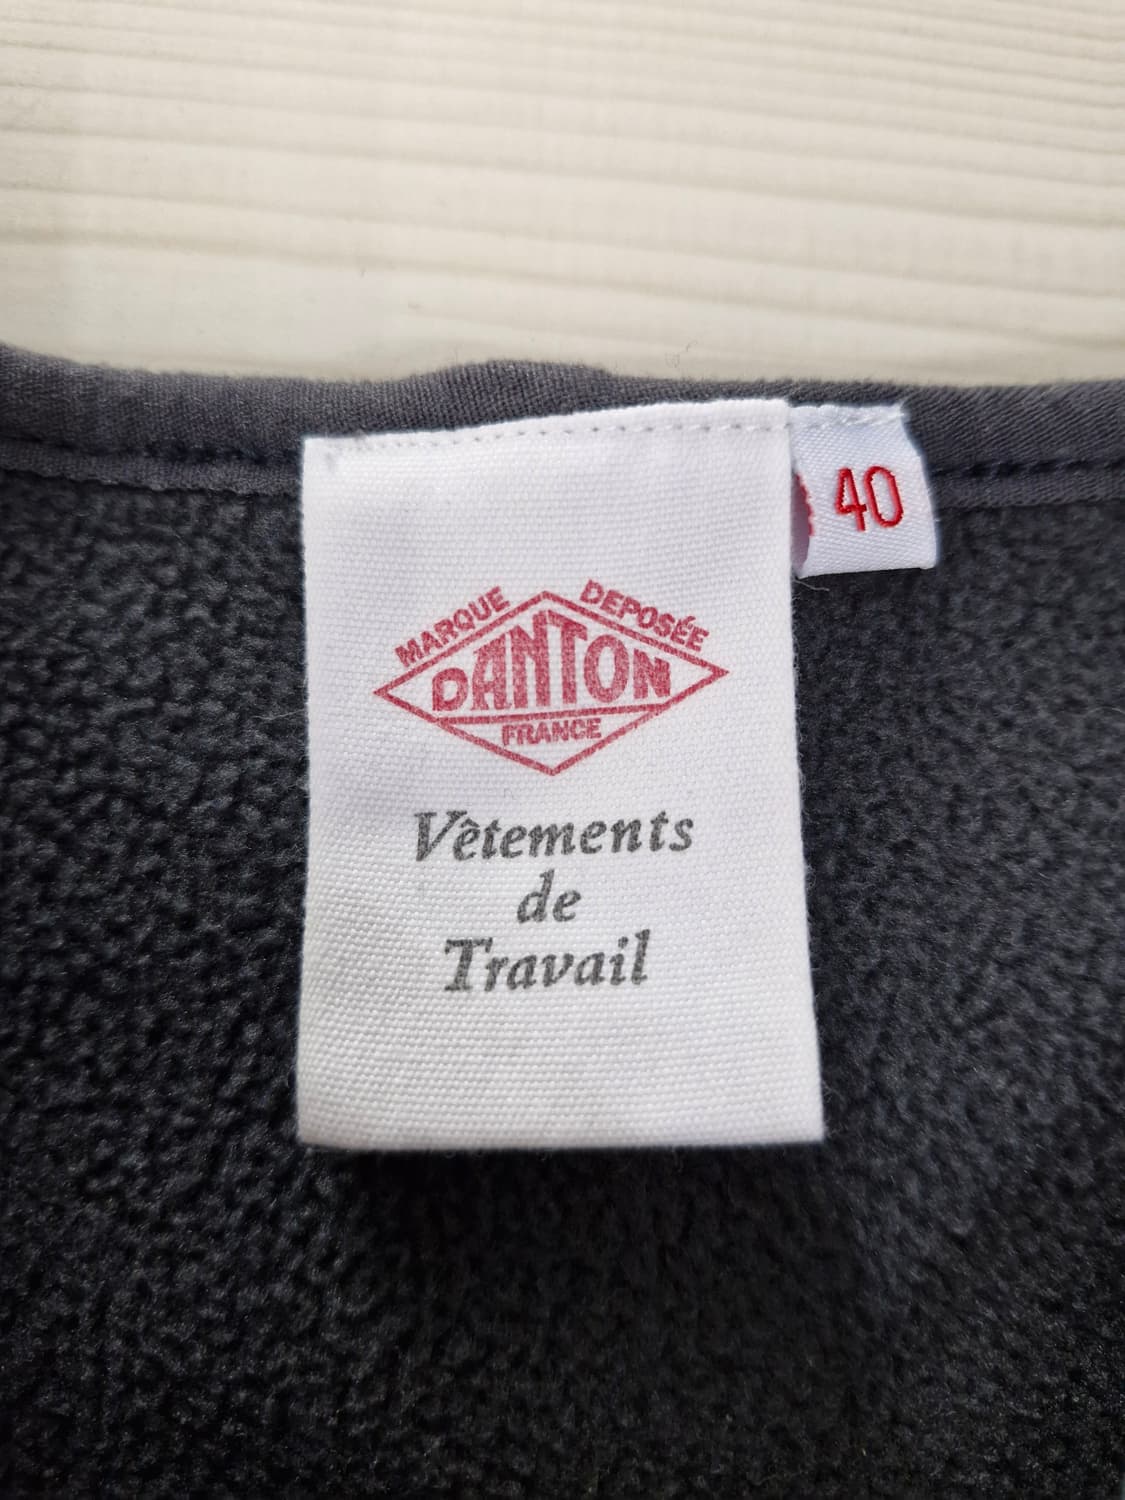 40
MARQUE DEPOSÉE
DANTON
FRANCE
Vêtements
de
Travail